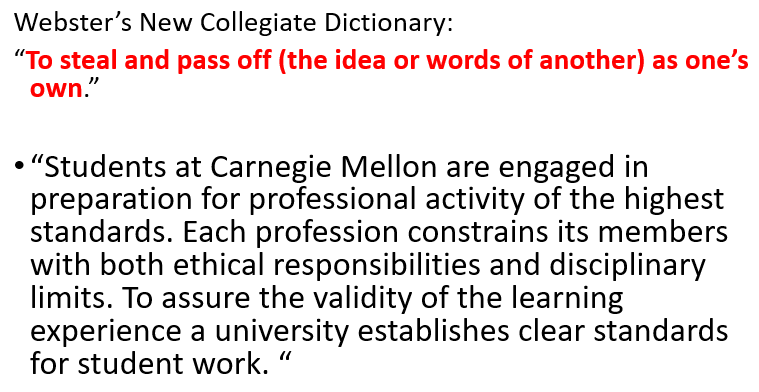 Webster’s New Collegiate Dictionary:
“To steal and pass off (the idea or words of another) as one’s
own.”
• “Students at Carnegie Mellon are engaged in
preparation for professional activity of the highest
standards. Each profession constrains its members
with both ethical responsibilities and disciplinary
limits. To assure the validity of the learning
experience a university establishes clear standards
for student work. “